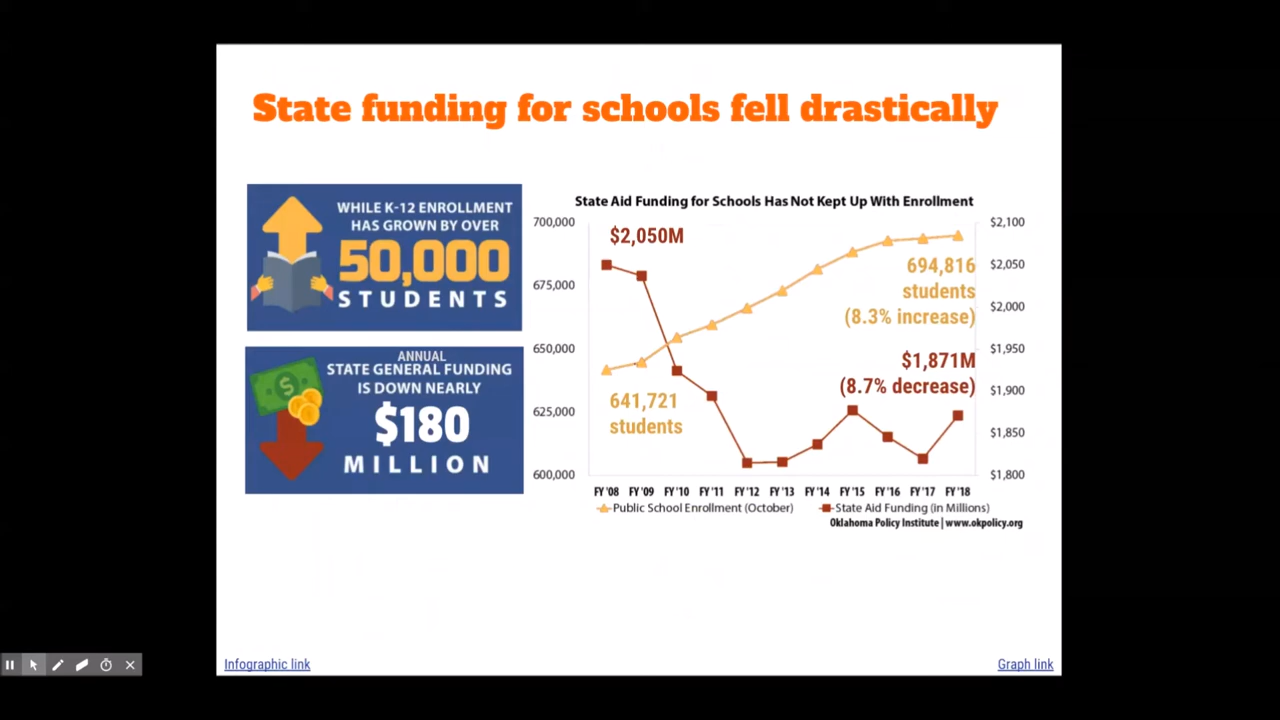 State funding for schools fell drastically
WHILE K-12 ENROLLMENT
HAS GROWN BY OVER
50,000
STUDENTS
ANNUAL
STATE GENERAL FUNDING
IS DOWN NEARLY
$180
MILLION
State Aid Funding for Schools Has Not Kept Up With Enrollment
700,000
675,000
650,000
625,000
600,000
$2,050M
641,721
students
694,816
students
(8.3% increase)
$1,871M
(8.7% decrease)
$2,100
$2,050
$2,000
$1,950
$1,900
$1,850
$1,800
FY '08 FY '09 FY '10 FY '11 FY '12 FY '13 FY '14 FY '15 FY '16 FY '17 FY '18
Public School Enrollment (October) State Aid Funding (in Millions)
Oklahoma Policy Institute | www.okpolicy.org
Infographic link
Graph link